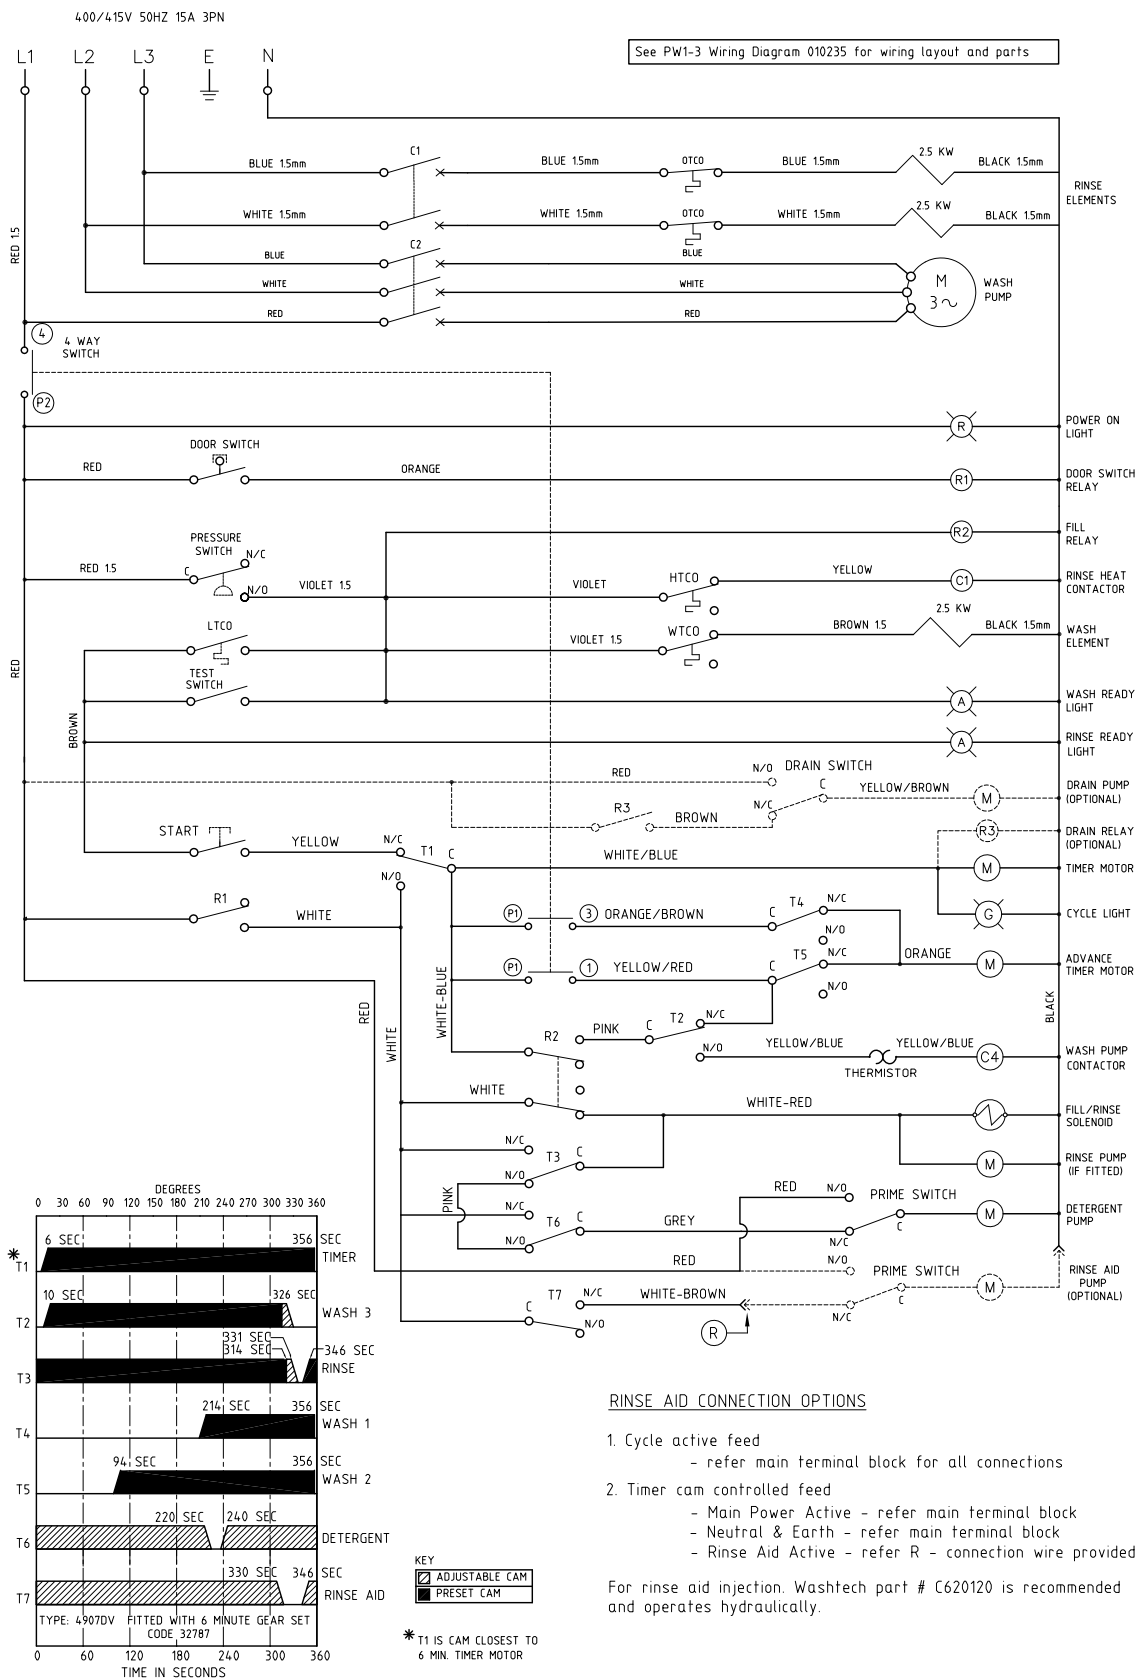 400/415V 50HZ 15A 3PN
See PW1-3 Wiring Diagram 010235 for wiring layout and parts
L1 L2 L3 E N
C1
BLUE 1.5mm BLUE 1.5mm OTCO BLUE 1.5mm 2.5 KW BLACK 1.5mm
RINSE
ELEMENTS
WHITE 1.5mm WHITE 1.5mm OTCO WHITE 1.5mm 2.5 KW BLACK 1.5mm
RED 1.5
C2
BLUE BLUE
WHITE WHITE
RED RED
M
3~
WASH
PUMP
4
4 WAY
SWITCH
P2
R
POWER ON
LIGHT
DOOR SWITCH
RED ORANGE R1
DOOR SWITCH
RELAY
R2
FILL
RELAY
PRESSURE
SWITCH
N/C
RED 1.5 C N/O VIOLET 1.5 VIOLET HTCO YELLOW C1
RINSE HEAT
CONTACTOR
LTCO VIOLET 1.5 WTCO BROWN 1.5 2.5 KW BLACK 1.5mm
WASH
ELEMENT
RED
TEST
SWITCH
A
WASH READY
LIGHT
BROWN
A
RINSE READY
LIGHT
RED N/O DRAIN SWITCH
C YELLOW/BROWN M
DRAIN PUMP
(OPTIONAL)
R3 BROWN N/C
R3
DRAIN RELAY
(OPTIONAL)
START YELLOW N/C T1 C WHITE/BLUE M
TIMER MOTOR
N/O
R1 WHITE
P1 3 ORANGE/BROWN C T4 N/C
N/O
G
CYCLE LIGHT
P1 1 YELLOW/RED C T5 N/C
N/O
ORANGE M
ADVANCE
TIMER MOTOR
RED
WHITE
WHITE-BLUE
BLACK
R2 PINK C T2 N/C
N/O YELLOW/BLUE YELLOW/BLUE C4
THERMISTOR
WASH PUMP
CONTACTOR
WHITE WHITE-RED
FILL/RINSE
SOLENOID
N/C T3 C
N/O
M
RINSE PUMP
(IF FITTED)
PINK
N/C T6 C GREY
N/O
RED N/O PRIME SWITCH
N/C C M
DETERGENT
PUMP
RED N/O PRIME SWITCH
N/C C M
RINSE AID
PUMP
(OPTIONAL)
C T7 N/C WHITE-BROWN
N/O
R
DEGREES
0 30 60 90 120 150 180 210 240 270 300 330 360
6 SEC 356 SEC
* T1 TIMER
10 SEC 326 SEC
T2 WASH 3
331 SEC
314 SEC 346 SEC
T3 RINSE
214 SEC 356 SEC
T4 WASH 1
94 SEC 356 SEC
T5 WASH 2
220 SEC 240 SEC
T6 DETERGENT
330 SEC 346 SEC
T7 RINSE AID
TYPE: 4907DV FITTED WITH 6 MINUTE GEAR SET
CODE 32787
0 60 120 180 240 300 360
TIME IN SECONDS
KEY
ADJUSTABLE CAM
PRESET CAM
* T1 IS CAM CLOSEST TO
6 MIN. TIMER MOTOR
RINSE AID CONNECTION OPTIONS
1. Cycle active feed
- refer main terminal block for all connections
2. Timer cam controlled feed
- Main Power Active - refer main terminal block
- Neutral & Earth - refer main terminal block
- Rinse Aid Active - refer R - connection wire provided
For rinse aid injection. Washtech part # C620120 is recommended
and operates hydraulically.